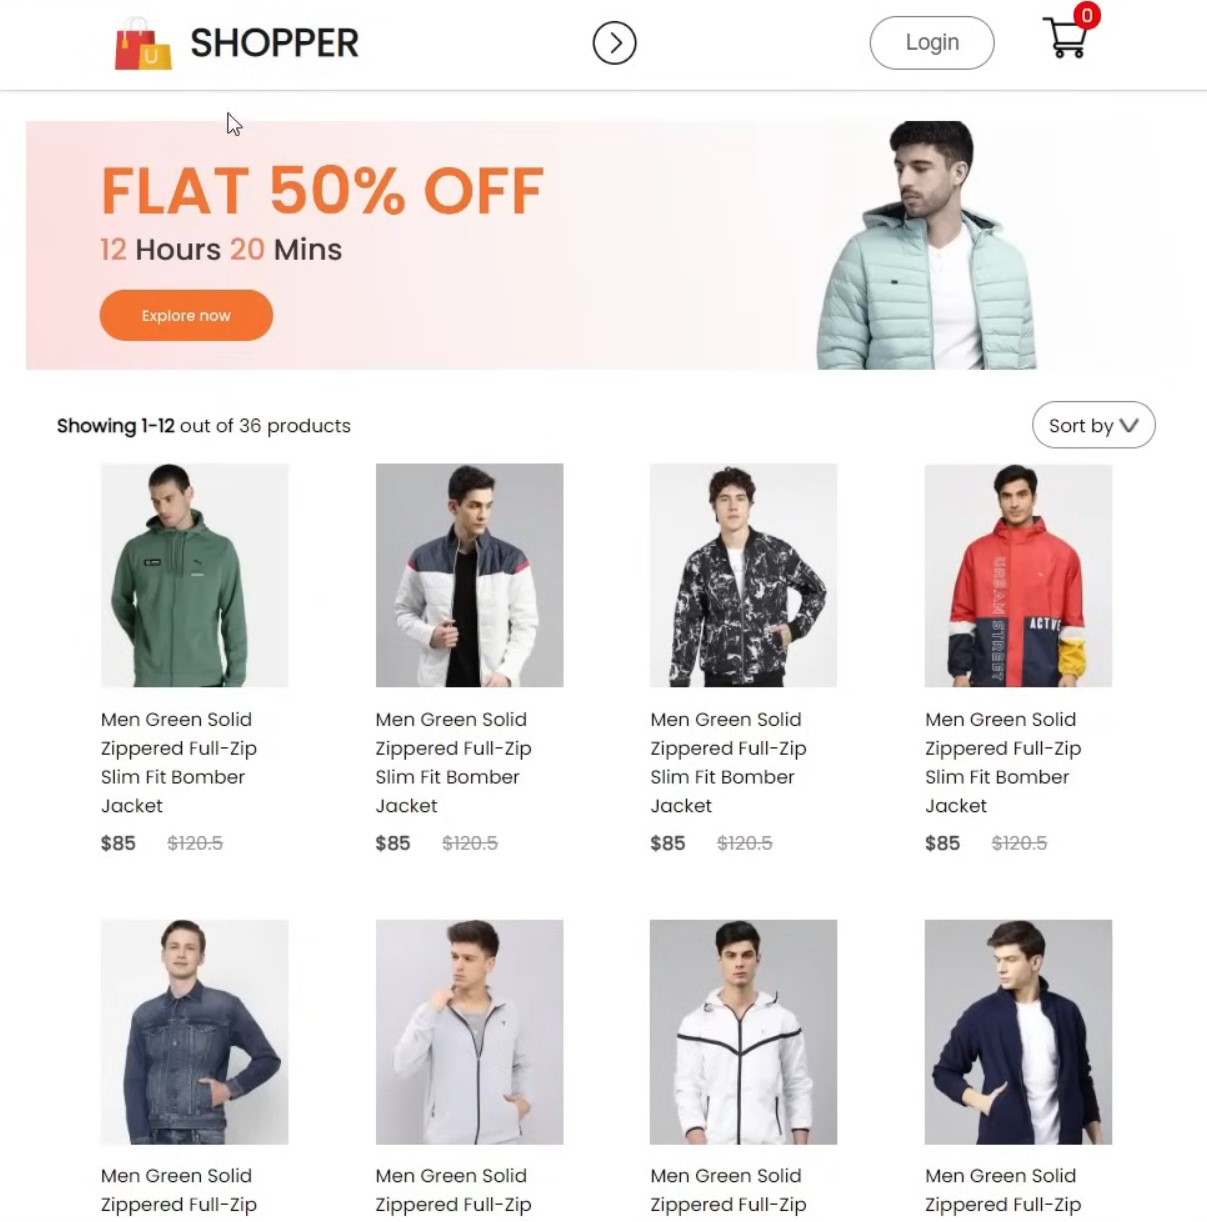 SHOPPER
Login
0
FLAT 50% OFF
12 Hours 20 Mins
Explore now
Showing 1-12 out of 36 products
Sort by
URBAN STREET
ACTVE
Men Green Solid
Zippered Full-Zip
Slim Fit Bomber
Jacket
$85 $120.5
Men Green Solid
Zippered Full-Zip
Slim Fit Bomber
Jacket
$85 $120.5
Men Green Solid
Zippered Full-Zip
Slim Fit Bomber
Jacket
$85 $120.5
Men Green Solid
Zippered Full-Zip
Slim Fit Bomber
Jacket
$85 $120.5
Men Green Solid
Zippered Full-Zip
Men Green Solid
Zippered Full-Zip
Men Green Solid
Zippered Full-Zip
Men Green Solid
Zippered Full-Zip